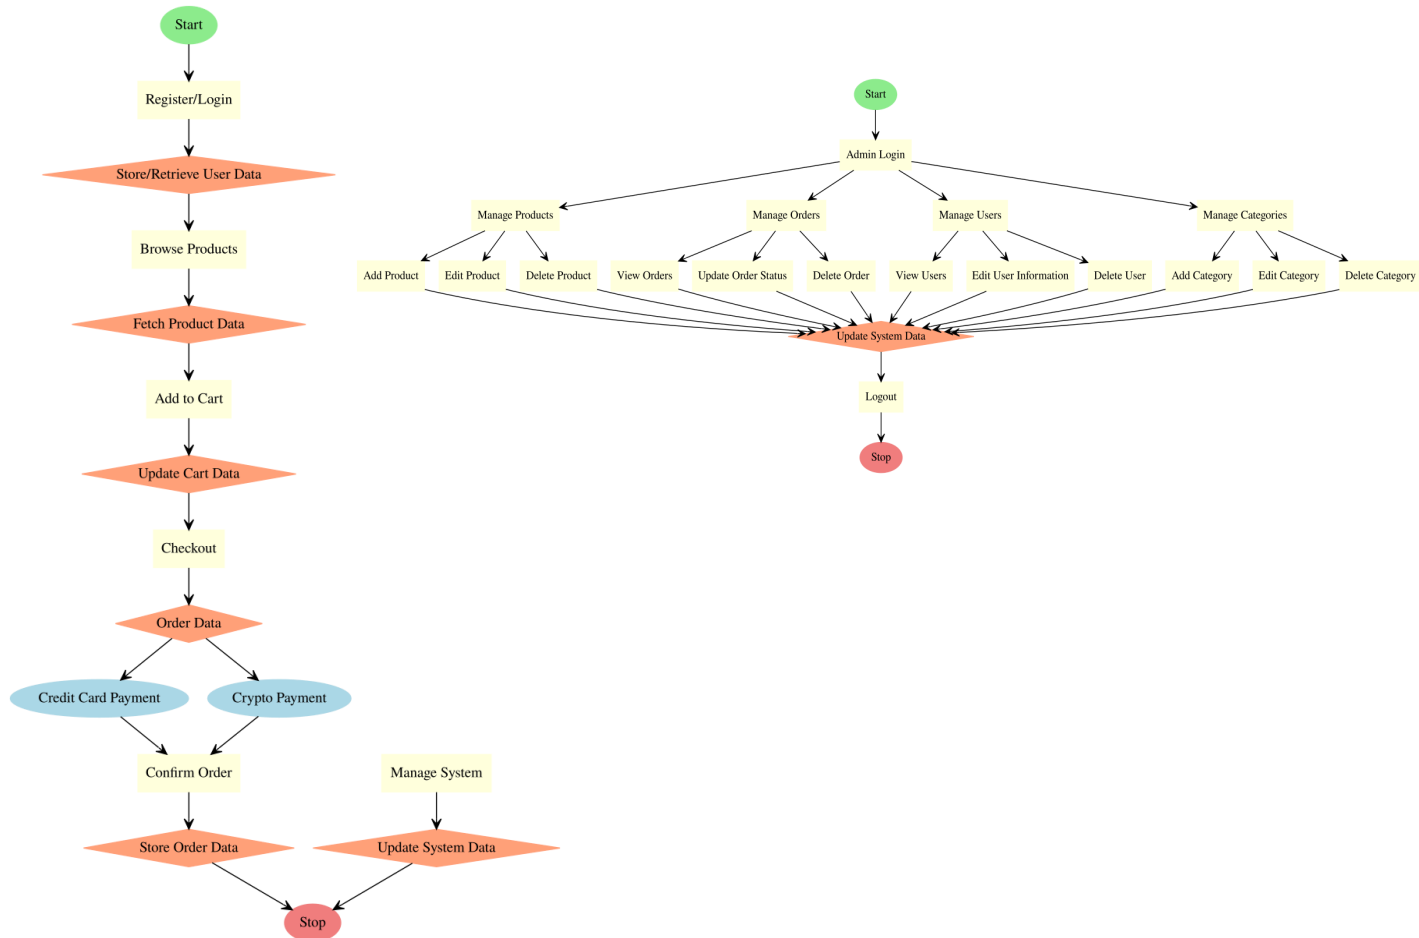 Start
Register/Login
Store/Retrieve User Data
Browse Products
Fetch Product Data
Add to Cart
Update Cart Data
Checkout
Order Data
Credit Card Payment
Crypto Payment
Confirm Order
Manage System
Store Order Data
Update System Data
Stop
Start
Admin Login
Manage Products
Manage Orders
Manage Users
Manage Categories
Add Product
Edit Product
Delete Product
View Orders
Update Order Status
Delete Order
View Users
Edit User Information
Delete User
Add Category
Edit Category
Delete Category
Update System Data
Logout
Stop